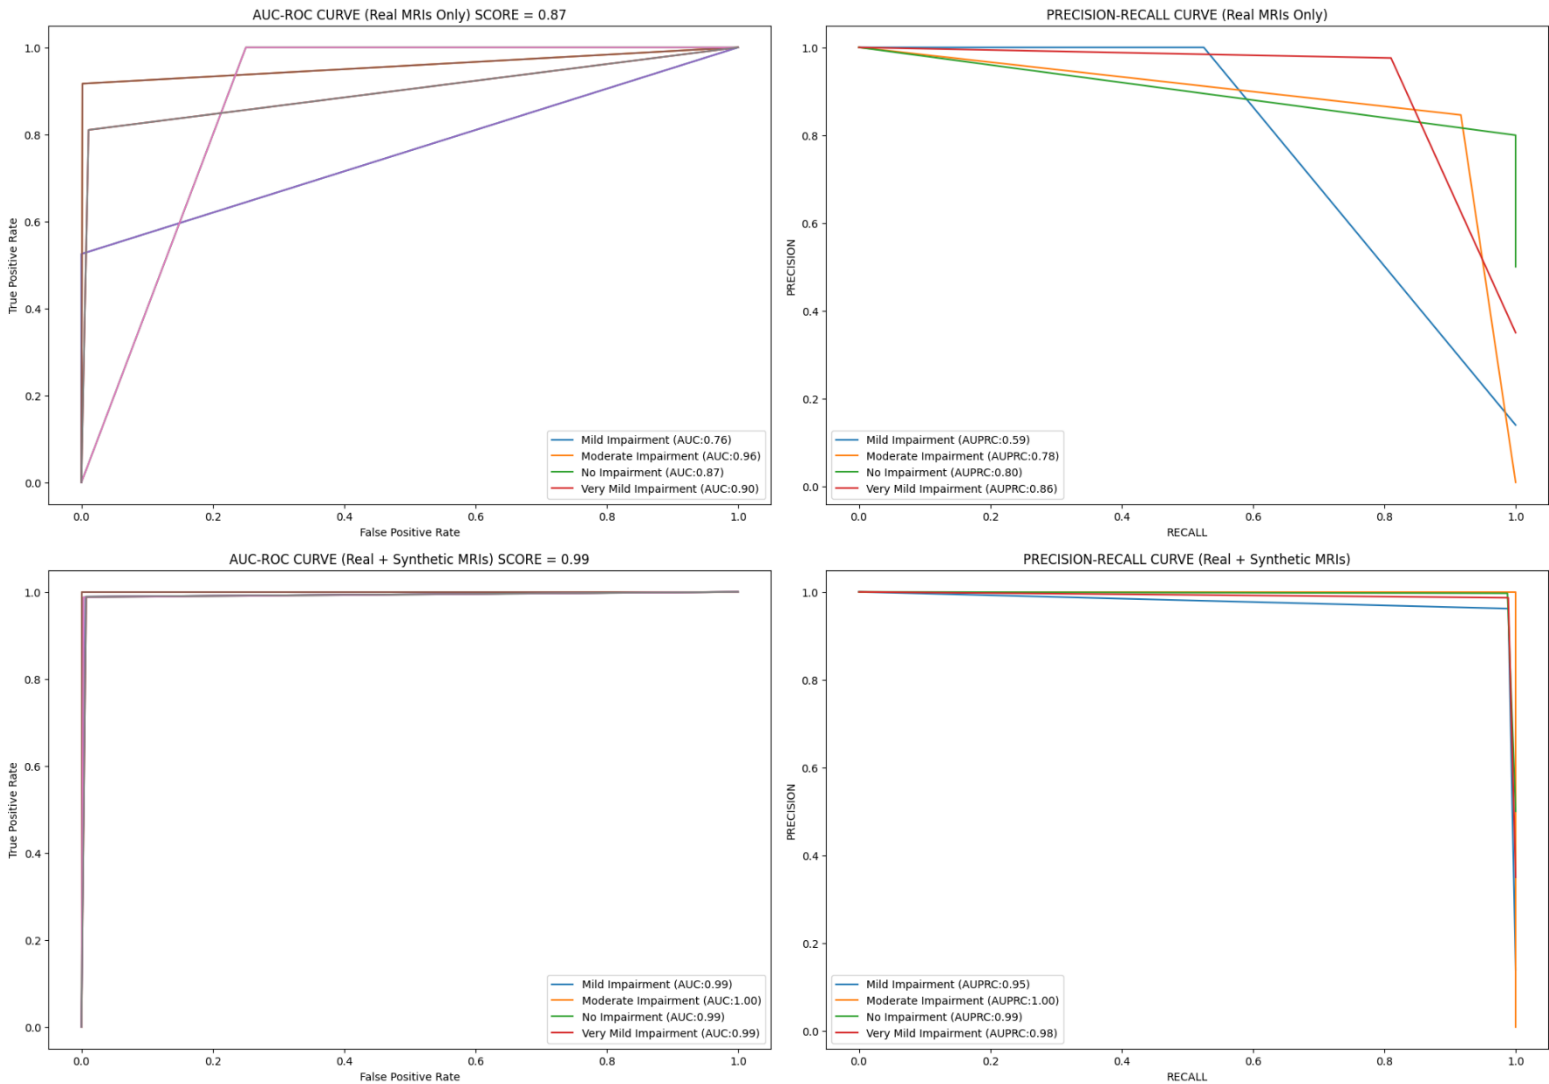 AUC-ROC CURVE (Real MRIs Only) SCORE = 0.87
True Positive Rate
1.0
0.8
0.6
0.4
0.2
0.0
Mild Impairment (AUC:0.76)
Moderate Impairment (AUC:0.96)
No Impairment (AUC:0.87)
Very Mild Impairment (AUC:0.90)
0.0 0.2 0.4 0.6 0.8 1.0
False Positive Rate
PRECISION-RECALL CURVE (Real MRIs Only)
PRECISION
1.0
0.8
0.6
0.4
0.2
0.0
Mild Impairment (AUPRC:0.59)
Moderate Impairment (AUPRC:0.78)
No Impairment (AUPRC:0.80)
Very Mild Impairment (AUPRC:0.86)
0.0 0.2 0.4 0.6 0.8 1.0
RECALL
AUC-ROC CURVE (Real + Synthetic MRIs) SCORE = 0.99
True Positive Rate
1.0
0.8
0.6
0.4
0.2
0.0
Mild Impairment (AUC:0.99)
Moderate Impairment (AUC:1.00)
No Impairment (AUC:0.99)
Very Mild Impairment (AUC:0.99)
0.0 0.2 0.4 0.6 0.8 1.0
False Positive Rate
PRECISION-RECALL CURVE (Real + Synthetic MRIs)
PRECISION
1.0
0.8
0.6
0.4
0.2
0.0
Mild Impairment (AUPRC:0.95)
Moderate Impairment (AUPRC:1.00)
No Impairment (AUPRC:0.99)
Very Mild Impairment (AUPRC:0.98)
0.0 0.2 0.4 0.6 0.8 1.0
RECALL